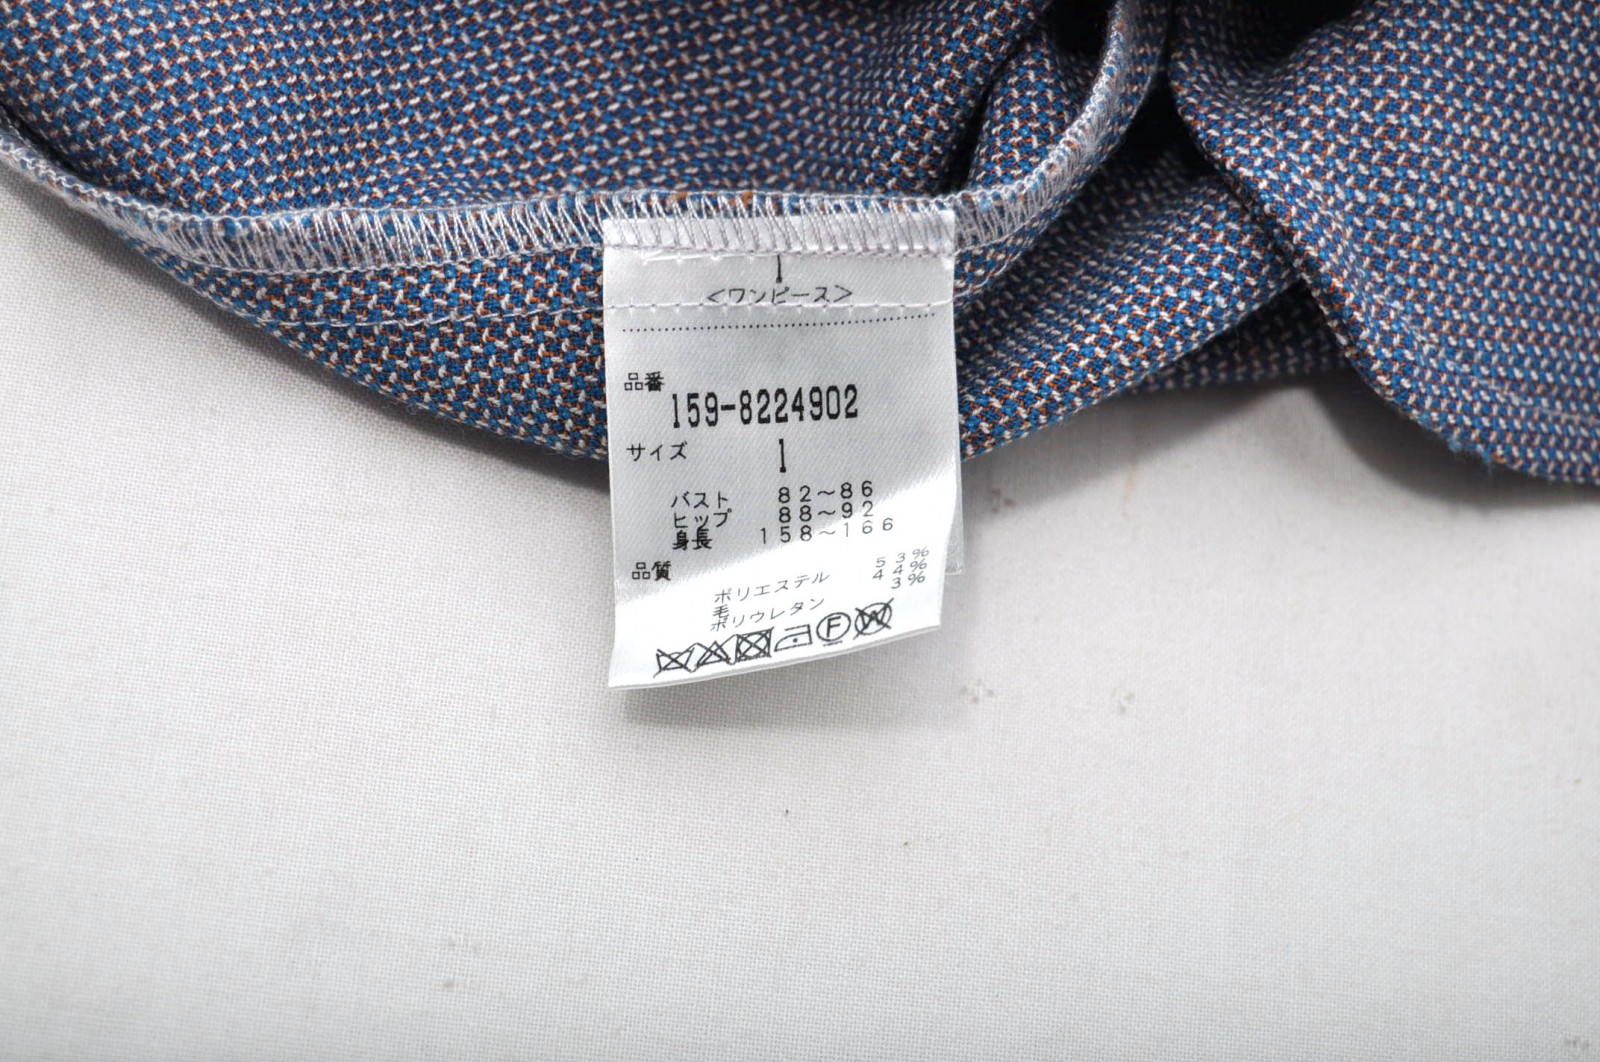 1
<ワンピース>
品番
159-8224902
サイズ 1
バスト 82~86
ヒップ 88~92
身長 158~166
品質
ポリエステル 53%
毛 44%
ポリウレタン 3%
F W